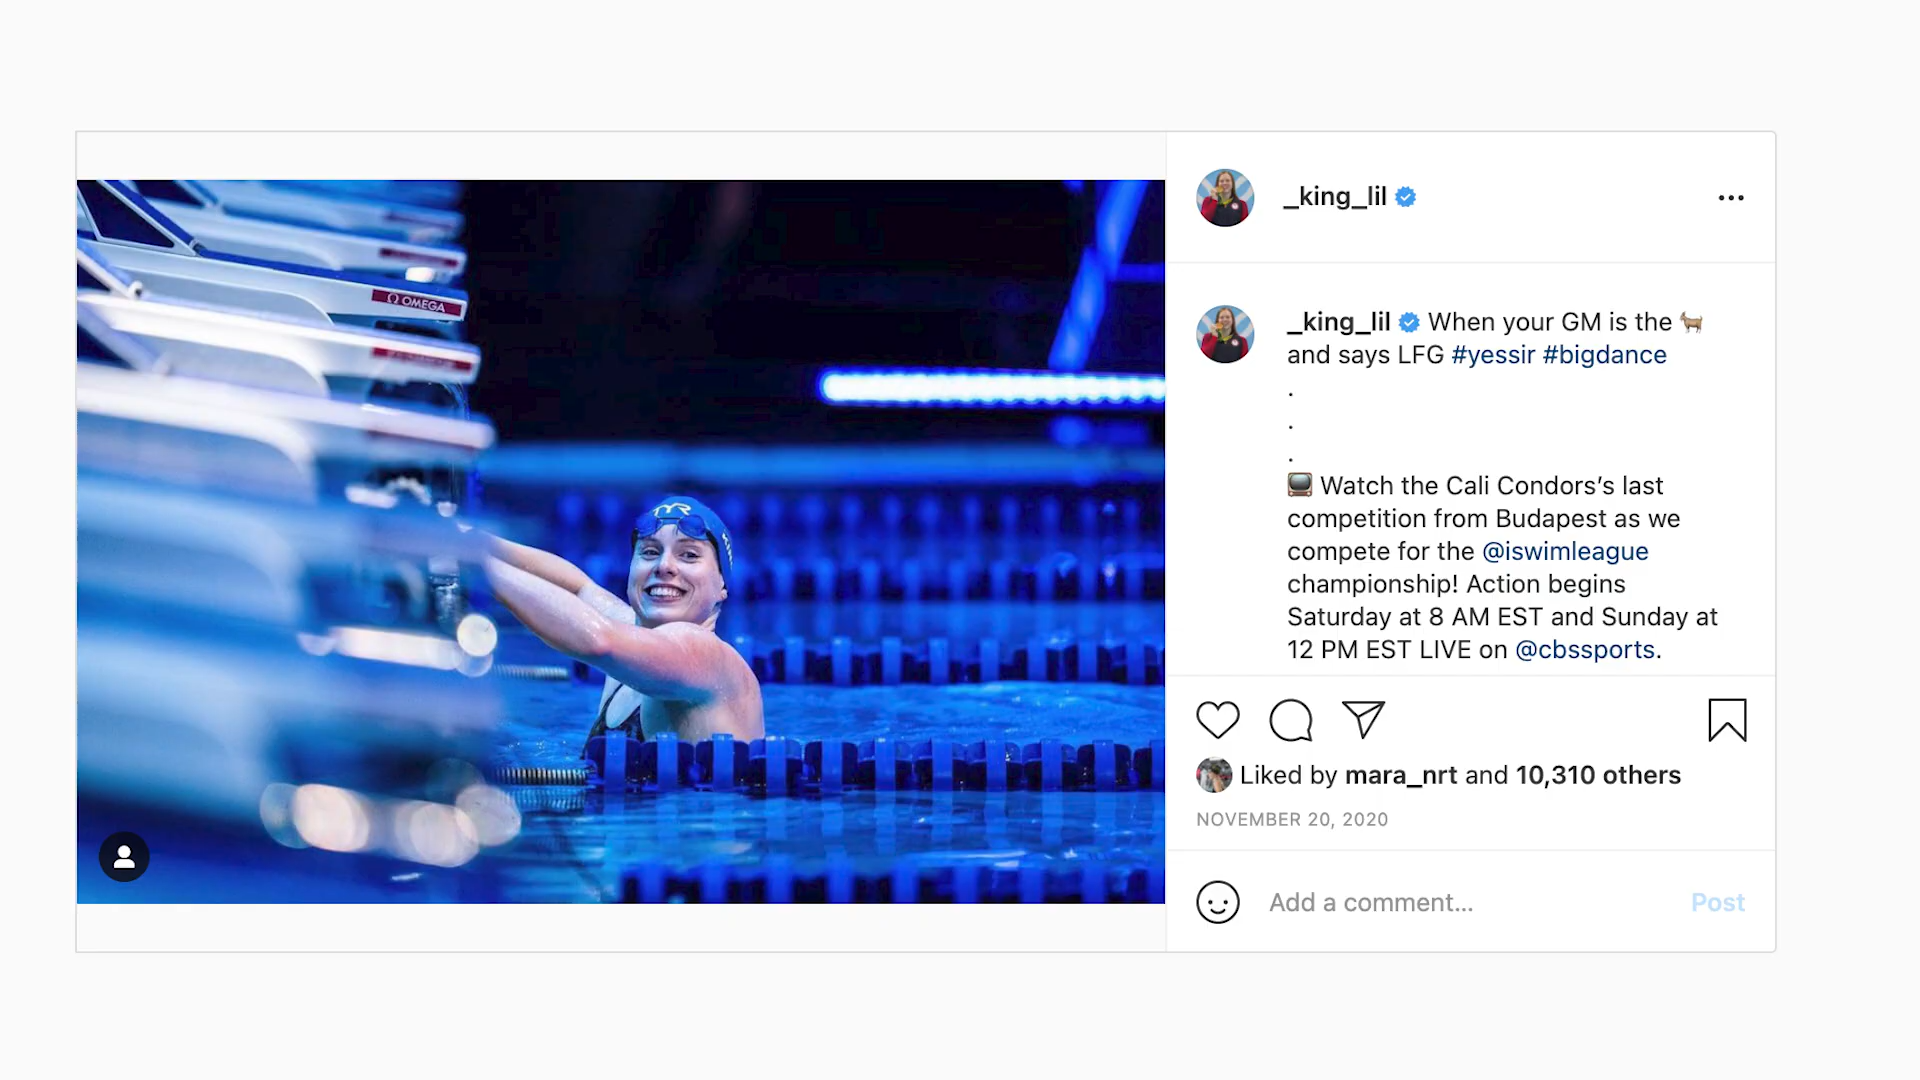 Ω OMEGA
TYR
_king_lil
_king_lil When your GM is the 🐐
and says LFG #yessir #bigdance
.
.
.
📺 Watch the Cali Condors’s last
competition from Budapest as we
compete for the @iswimleague
championship! Action begins
Saturday at 8 AM EST and Sunday at
12 PM EST LIVE on @cbssports.
Liked by mara_nrt and 10,310 others
NOVEMBER 20, 2020
Add a comment...
Post